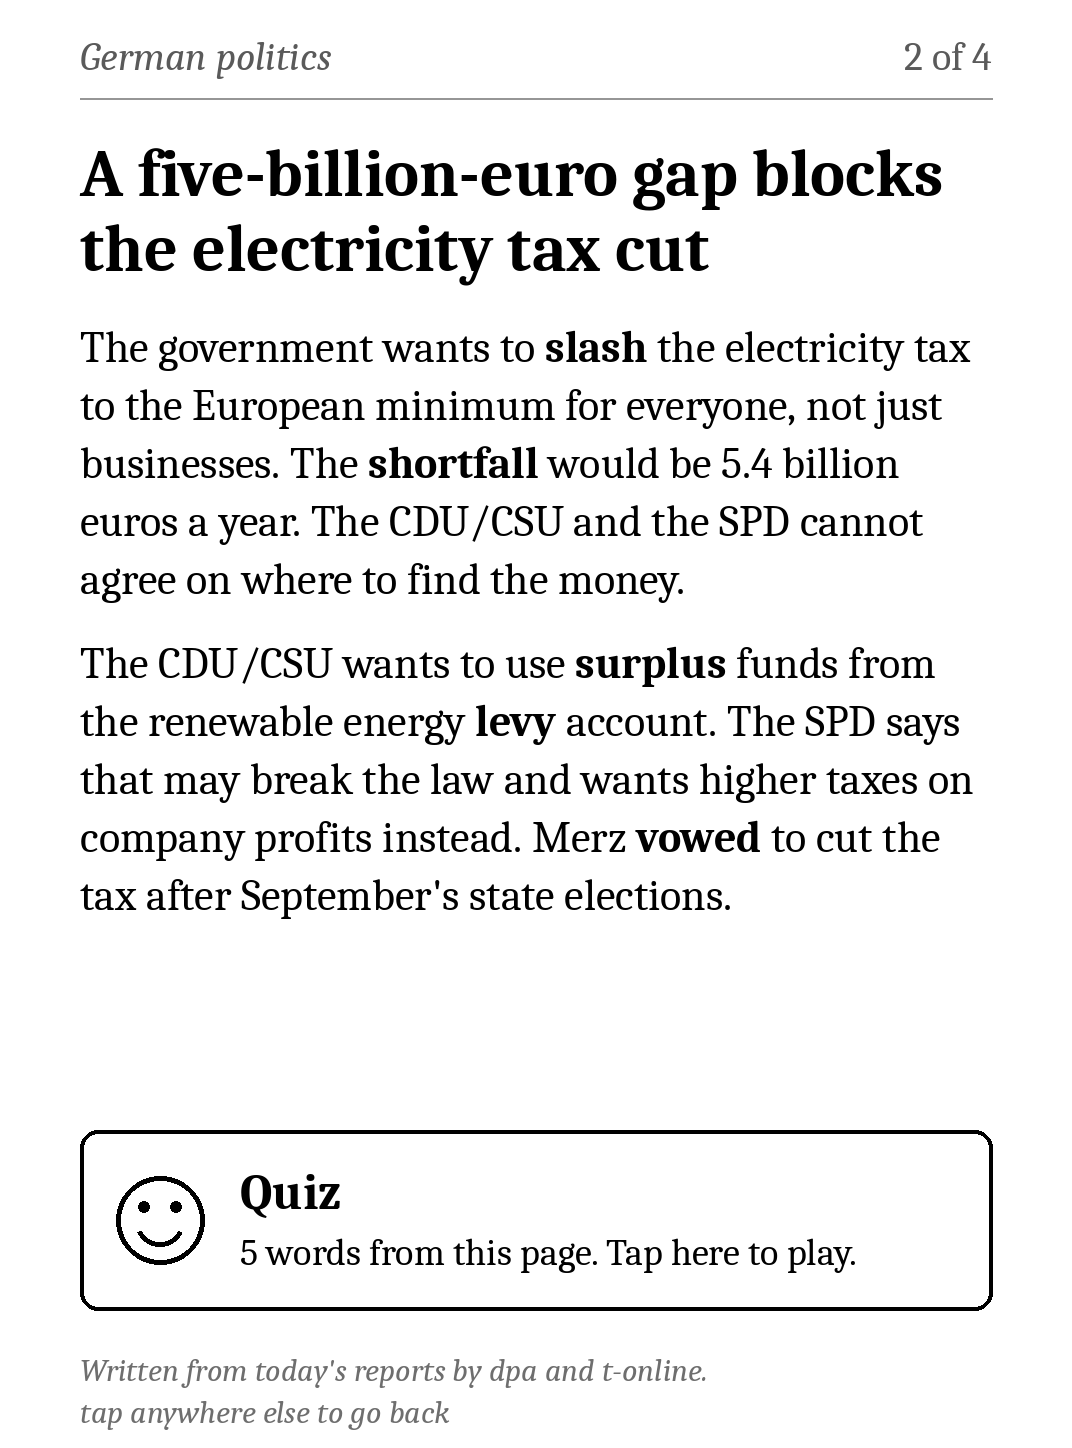 German politics
2 of 4
A five-billion-euro gap blocks
the electricity tax cut
The government wants to slash the electricity tax
to the European minimum for everyone, not just
businesses. The shortfall would be 5.4 billion
euros a year. The CDU/CSU and the SPD cannot
agree on where to find the money.
The CDU/CSU wants to use surplus funds from
the renewable energy levy account. The SPD says
that may break the law and wants higher taxes on
company profits instead. Merz vowed to cut the
tax after September's state elections.
Quiz
5 words from this page. Tap here to play.
Written from today's reports by dpa and t-online.
tap anywhere else to go back